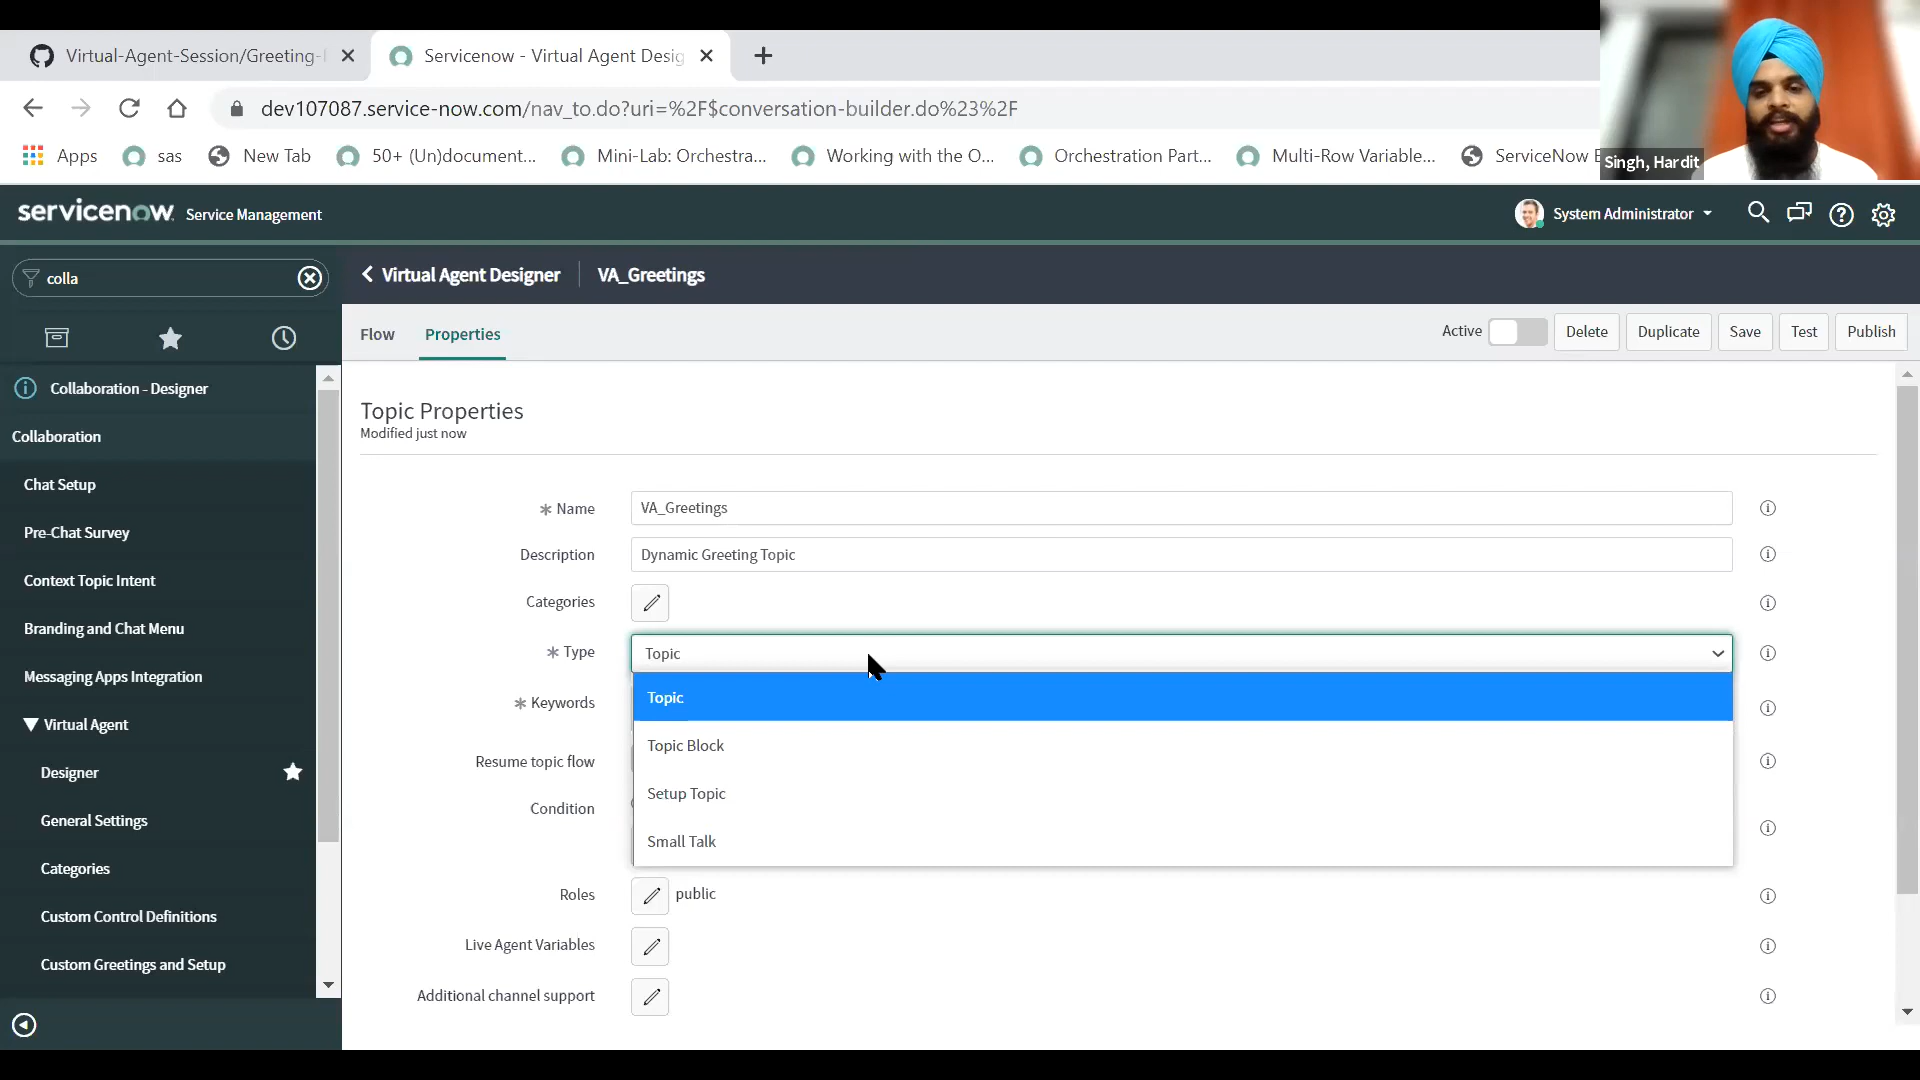 Virtual-Agent-Session/Greeting-
Servicenow - Virtual Agent Desig
dev107087.service-now.com/nav_to.do?uri=%2F$conversation-builder.do%23%2F
Apps
sas
New Tab
50+ (Un)document...
Mini-Lab: Orchestra...
Working with the O...
Orchestration Part...
Multi-Row Variable...
ServiceNow
Singh, Hardit
servicenow Service Management
System Administrator
colla
Virtual Agent Designer
VA_Greetings
Flow
Properties
Active
Delete
Duplicate
Save
Test
Publish
Collaboration - Designer
Collaboration
Chat Setup
Pre-Chat Survey
Context Topic Intent
Branding and Chat Menu
Messaging Apps Integration
Virtual Agent
Designer
General Settings
Categories
Custom Control Definitions
Custom Greetings and Setup
Topic Properties
Modified just now
Name
VA_Greetings
Description
Dynamic Greeting Topic
Categories
Type
Topic
Topic
Topic Block
Setup Topic
Small Talk
Keywords
Resume topic flow
Condition
Roles
public
Live Agent Variables
Additional channel support